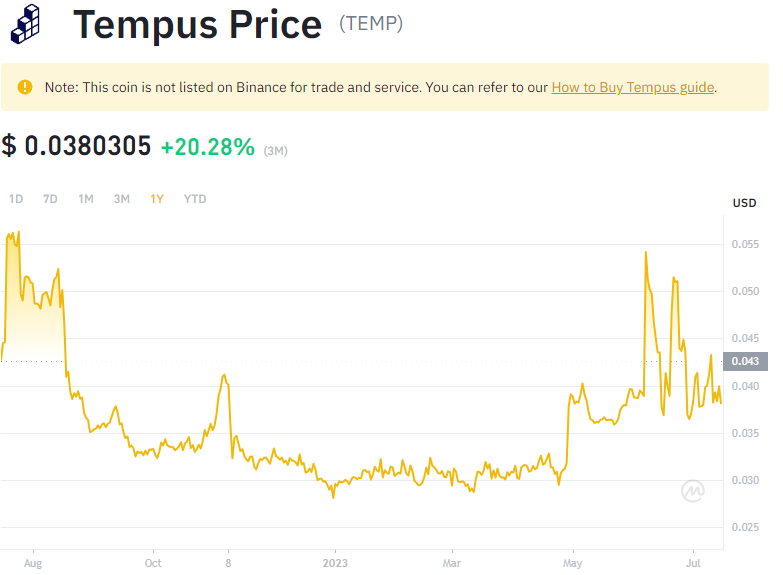 Tempus Price (TEMP)
Note: This coin is not listed on Binance for trade and service. You can refer to our How to Buy Tempus guide.
$ 0.0380305 +20.28% (3M)
1D 7D 1M 3M 1Y YTD
USD
0.055
0.050
0.045
0.043
0.040
0.035
0.030
0.025
Aug Oct 8 2023 Mar May Jul